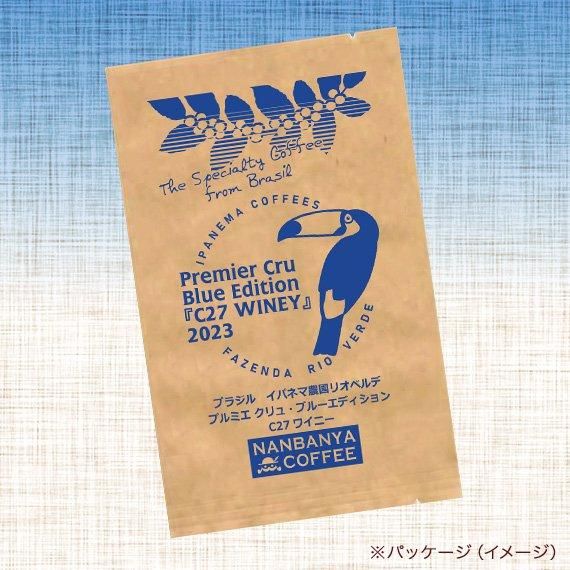 The Specialty Coffee
from Brasil
IPANEMA COFFEES
Premier Cru
Blue Edition
『C27 WINEY』
2023
FAZENDA RIO VERDE
ブラジル イパネマ農園リオベルデ
プルミエ クリュ・ブルーエディション
C27 ワイニー
NANBANYA
COFFEE
※パッケージ（イメージ）